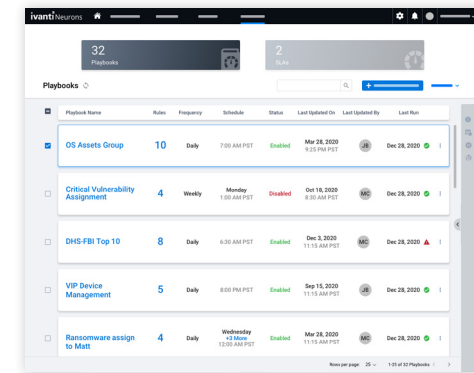 ivanti Neurons
32
Playbooks
2
SLAs
Playbooks
Playbook Name Rules Frequency Schedule Status Last Updated On Last Updated By Last Run
OS Assets Group 10 Daily 7:00 AM PST Enabled Mar 28, 2020 JB Dec 28, 2020
9:25 PM PST
Critical Vulnerability 4 Weekly Monday Disabled Oct 18, 2020 MC Dec 28, 2020
Assignment 1:00 AM PST 8:30 AM PST
DHS-FBI Top 10 8 Daily 6:30 AM PST Enabled Dec 3, 2020 MC Dec 28, 2020
11:15 AM PST
VIP Device 5 Daily 8:00 PM PST Enabled Sep 15, 2020 JB Dec 28, 2020
Management 11:15 AM PST
Ransomware assign 4 Daily Wednesday Enabled Mar 28, 2020 MC Dec 28, 2020
to Matt +3 More 11:15 AM PST
12:00 AM PST
Rows per page: 25 1-21 of 32 Playbooks